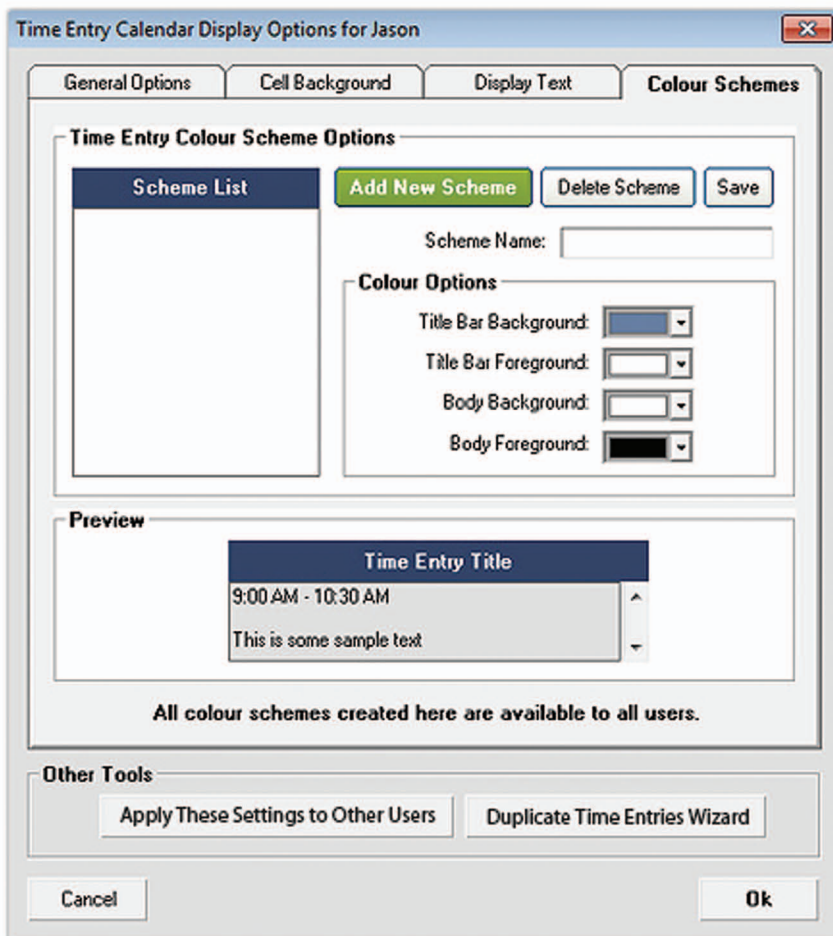 Time Entry Calendar Display Options for Jason
General Options Cell Background Display Text Colour Schemes
Time Entry Colour Scheme Options
Scheme List Add New Scheme Delete Scheme Save
Scheme Name:
Colour Options
Title Bar Background:
Title Bar Foreground:
Body Background:
Body Foreground:
Preview
Time Entry Title
9:00 AM - 10:30 AM
This is some sample text
All colour schemes created here are available to all users.
Other Tools
Apply These Settings to Other Users Duplicate Time Entries Wizard
Cancel Ok